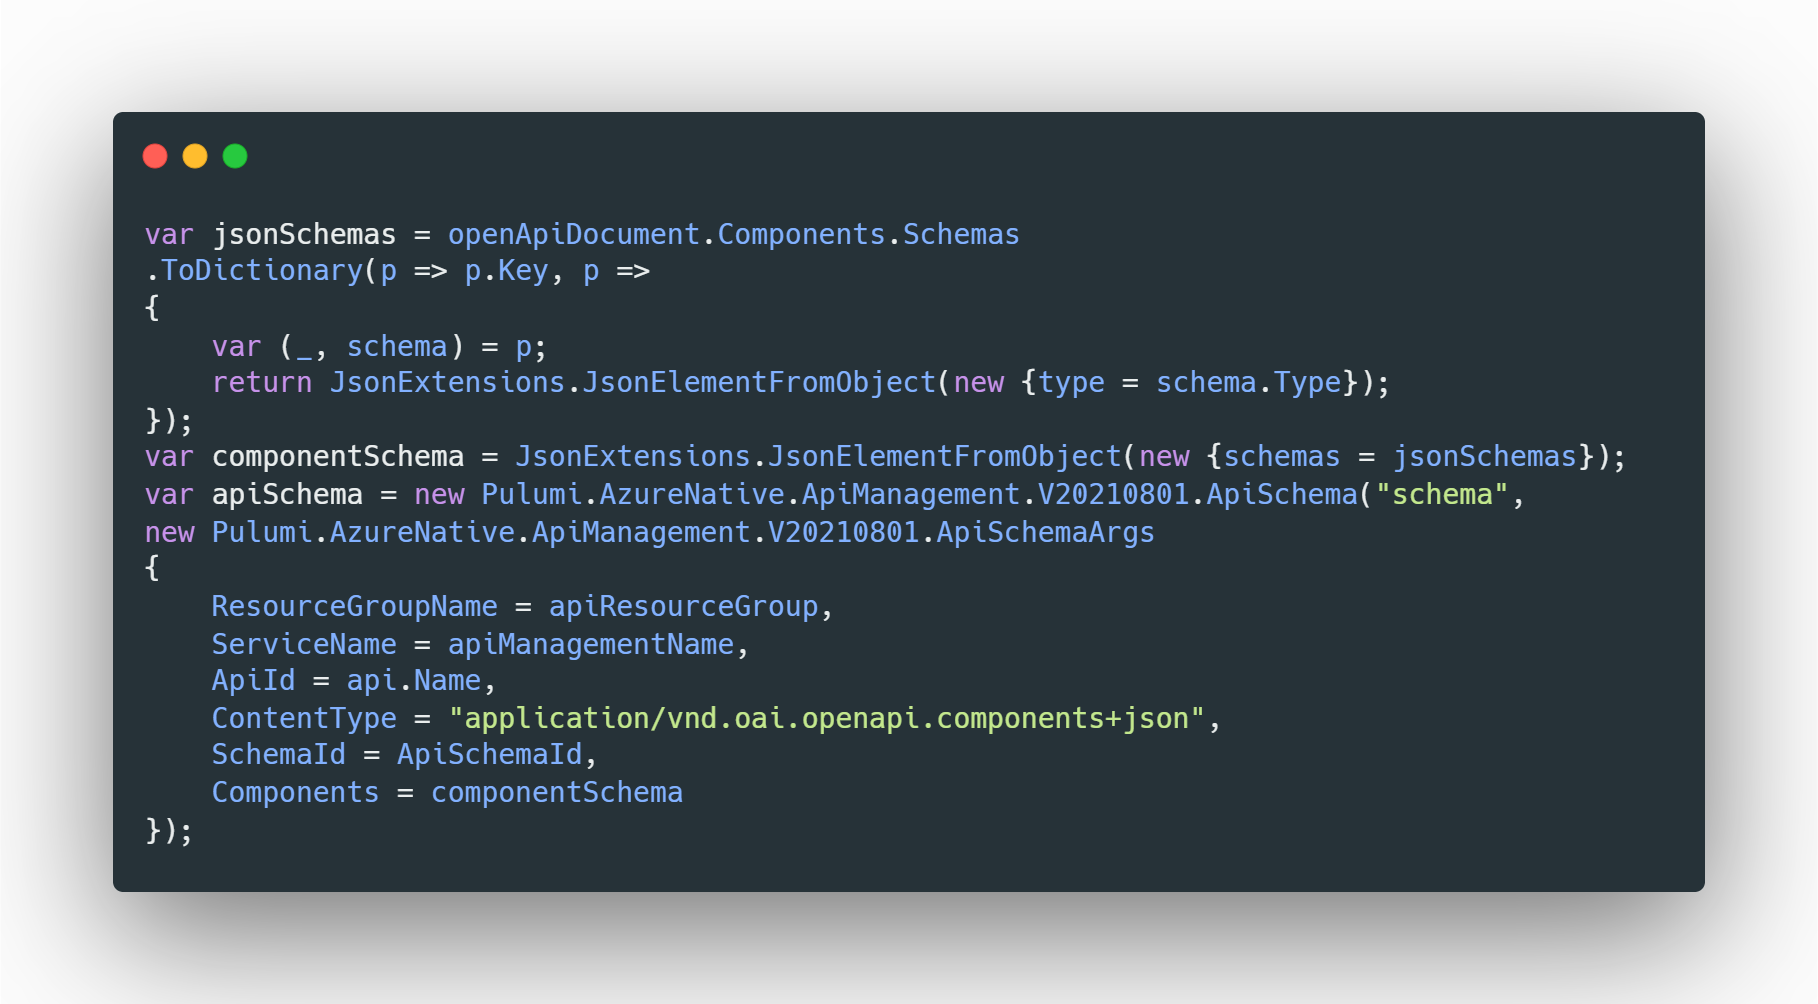 var jsonSchemas = openApiDocument.Components.Schemas
.ToDictionary(p => p.Key, p =>
{
    var (_, schema) = p;
    return JsonExtensions.JsonElementFromObject(new {type = schema.Type});
});
var componentSchema = JsonExtensions.JsonElementFromObject(new {schemas = jsonSchemas});
var apiSchema = new Pulumi.AzureNative.ApiManagement.V20210801.ApiSchema("schema",
new Pulumi.AzureNative.ApiManagement.V20210801.ApiSchemaArgs
{
    ResourceGroupName = apiResourceGroup,
    ServiceName = apiManagementName,
    ApiId = api.Name,
    ContentType = "application/vnd.oai.openapi.components+json",
    SchemaId = ApiSchemaId,
    Components = componentSchema
});